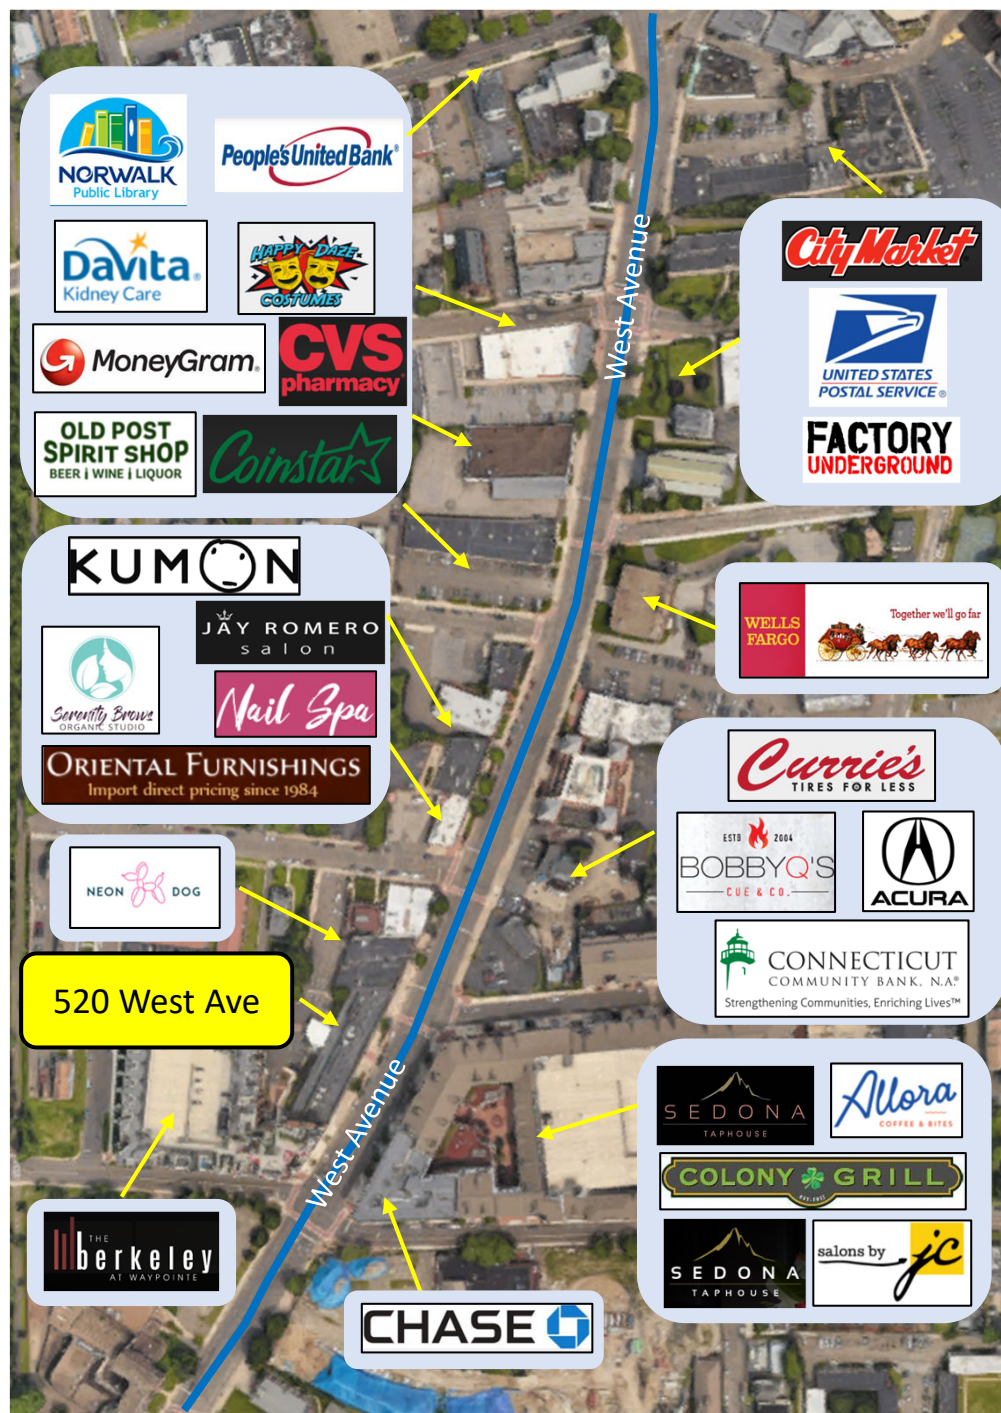 NORWALK
Public Library
People's United Bank®
DaVita®
Kidney Care
HAPPY DAZE
COSTUMES
MoneyGram®
CVS
pharmacy®
OLD POST
SPIRIT SHOP
BEER | WINE | LIQUOR
Coinstar
West Avenue
City Market
UNITED STATES
POSTAL SERVICE®
FACTORY
UNDERGROUND
KUMON
JAY ROMERO
salon
Serenity Brows
ORGANIC STUDIO
Nail Spa
ORIENTAL FURNISHINGS
Import direct pricing since 1984
WELLS
FARGO
Together we'll go far
Currie's
TIRES FOR LESS
ESTB 2004
BOBBYQ'S
CUE & CO.
ACURA
CONNECTICUT
COMMUNITY BANK, N.A.®
Strengthening Communities, Enriching Lives™
NEON DOG
520 West Ave
West Avenue
SEDONA
TAPHOUSE
Allora
COFFEE & BITES
COLONY GRILL
SEDONA
TAPHOUSE
salons by jc
THE
berkeley
AT WAYPOINTE
CHASE